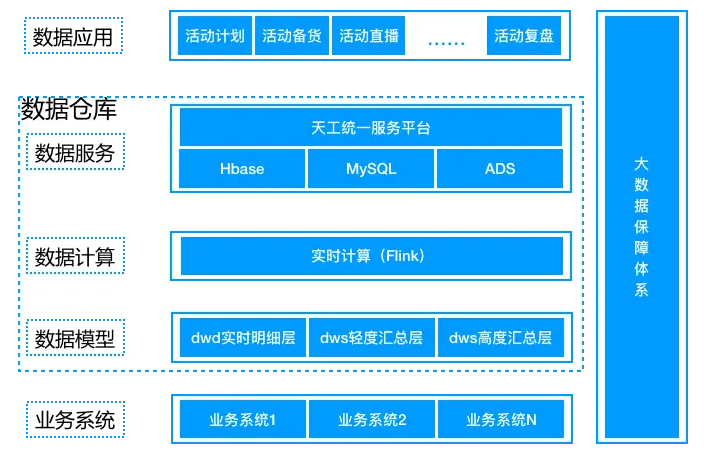 数据应用
活动计划
活动备货
活动直播
......
活动复盘
数据仓库
数据服务
天工统一服务平台
Hbase
MySQL
ADS
数据计算
实时计算（Flink）
数据模型
dwd实时明细层
dws轻度汇总层
dws高度汇总层
业务系统
业务系统1
业务系统2
业务系统N
大数据保障体系